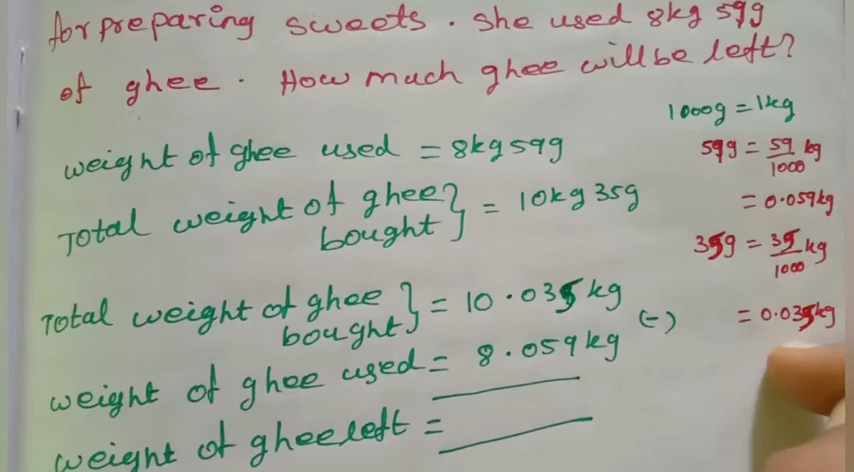 for preparing sweets. She used 8kg 59g
of ghee. How much ghee will be left?
1000g = 1kg
weight of ghee used = 8kg 59g
59g = 59/1000 kg
= 0.059kg
Total weight of ghee bought } = 10kg 35g
35g = 35/1000 kg
= 0.035kg
Total weight of ghee bought } = 10.035 kg
(-)
weight of ghee used = 8.059 kg
weight of ghee left =